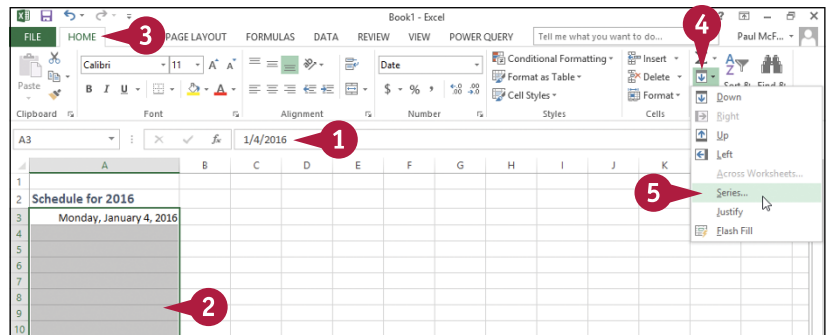 Book1 - Excel
?
FILE HOME PAGE LAYOUT FORMULAS DATA REVIEW VIEW POWER QUERY Tell me what you want to do... Paul McF...
3
4
Calibri 11 A A Date Conditional Formatting Insert Σ A Z
Paste B I U A $ % , .0 .00 .00 .0 Format as Table Delete
Cell Styles Format
Clipboard Font Alignment Number Styles Cells
Down
Right
Up
Left
Across Worksheets...
Series...
Justify
Flash Fill
5
A3 fx 1/4/2016
1
A B C D E F G H I J K
1
2 Schedule for 2016
3 Monday, January 4, 2016
4
5
6
7
8
9
10
2